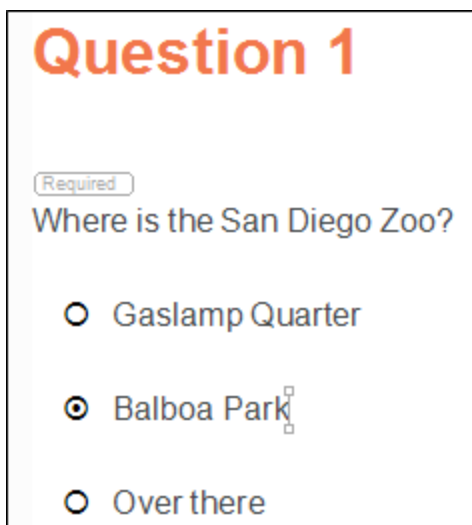 Question 1
Required
Where is the San Diego Zoo?
Gaslamp Quarter
Balboa Park
Over there